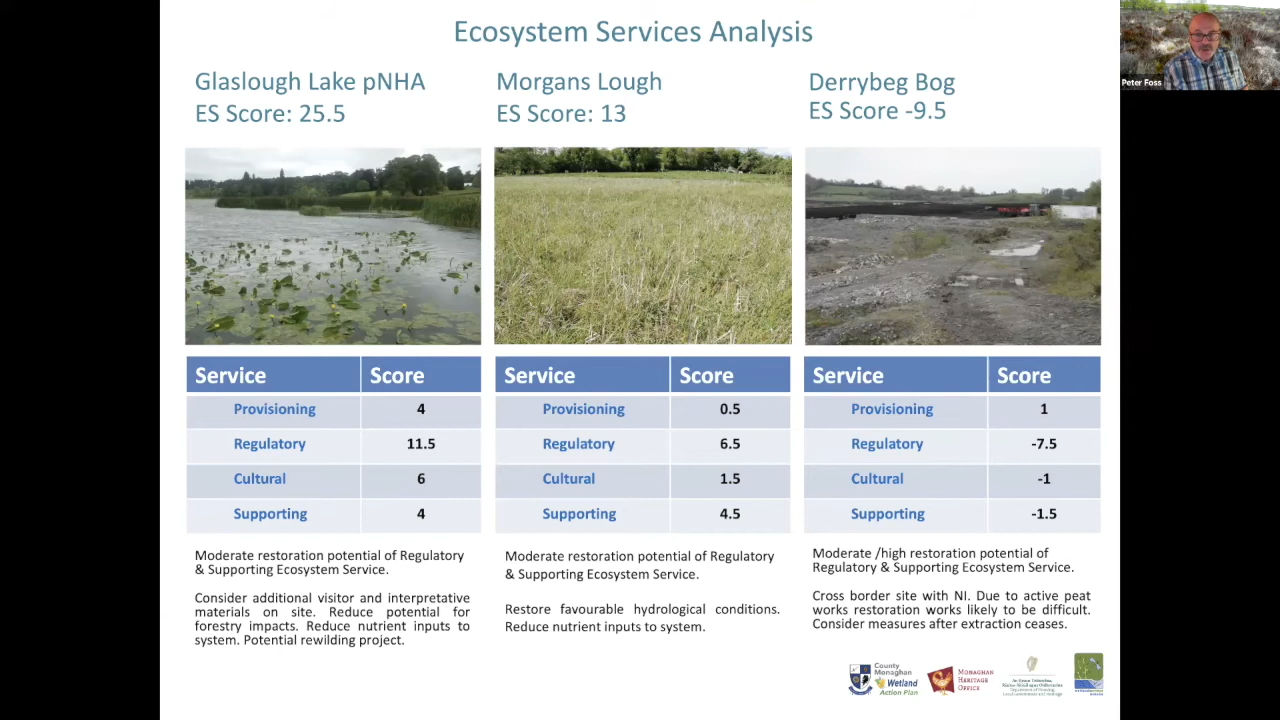 Ecosystem Services Analysis
Peter Foss
Glaslough Lake pNHA
ES Score: 25.5
Morgans Lough
ES Score: 13
Derrybeg Bog
ES Score -9.5
Service Score
Provisioning 4
Regulatory 11.5
Cultural 6
Supporting 4
Service Score
Provisioning 0.5
Regulatory 6.5
Cultural 1.5
Supporting 4.5
Service Score
Provisioning 1
Regulatory -7.5
Cultural -1
Supporting -1.5
Moderate restoration potential of Regulatory
& Supporting Ecosystem Service.
Consider additional visitor and interpretative
materials on site. Reduce potential for
forestry impacts. Reduce nutrient inputs to
system. Potential rewilding project.
Moderate restoration potential of Regulatory
& Supporting Ecosystem Service.
Restore favourable hydrological conditions.
Reduce nutrient inputs to system.
Moderate /high restoration potential of
Regulatory & Supporting Ecosystem Service.
Cross border site with NI. Due to active peat
works restoration works likely to be difficult.
Consider measures after extraction ceases.
County
Monaghan
Wetland
Action Plan
Monaghan
Heritage
Office